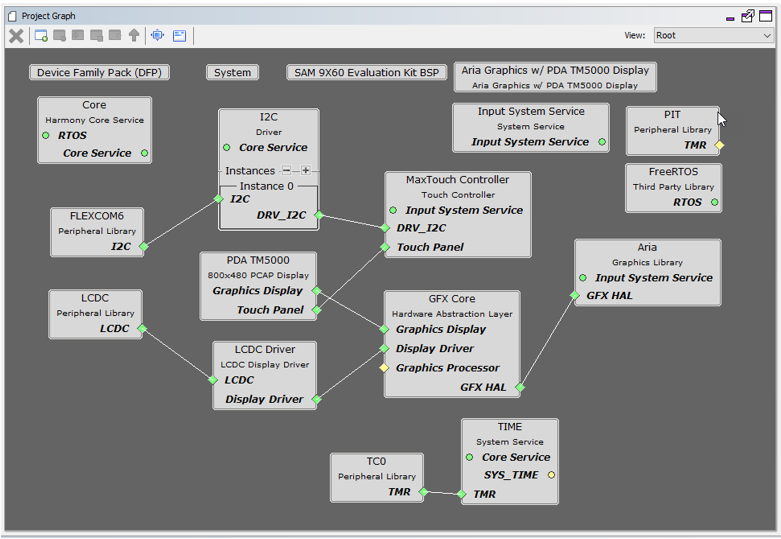 Project Graph
View:
Root
Device Family Pack (DFP)
System
SAM 9X60 Evaluation Kit BSP
Aria Graphics w/ PDA TM5000 Display
Aria Graphics w/ PDA TM5000 Display
Core
Harmony Core Service
RTOS
Core Service
I2C
Driver
Core Service
Instances
Instance 0
I2C
DRV_I2C
Input System Service
System Service
Input System Service
PIT
Peripheral Library
TMR
FreeRTOS
Third Party Library
RTOS
MaxTouch Controller
Touch Controller
Input System Service
DRV_I2C
Touch Panel
FLEXCOM6
Peripheral Library
I2C
PDA TM5000
800x480 PCAP Display
Graphics Display
Touch Panel
Aria
Graphics Library
Input System Service
GFX HAL
LCDC
Peripheral Library
LCDC
GFX Core
Hardware Abstraction Layer
Graphics Display
Display Driver
Graphics Processor
GFX HAL
LCDC Driver
LCDC Display Driver
LCDC
Display Driver
TIME
System Service
Core Service
SYS_TIME
TMR
TC0
Peripheral Library
TMR